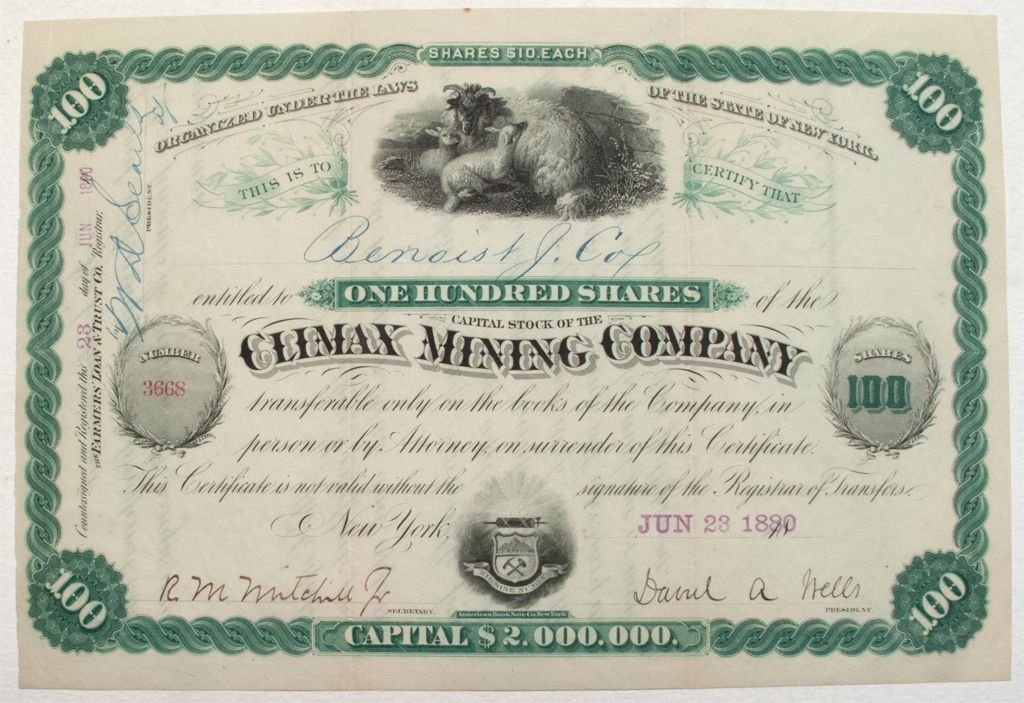 SHARES $10. EACH
100
100
ORGANIZED UNDER THE LAWS
OF THE STATE OF NEW YORK.
THIS IS TO
CERTIFY THAT
Benoist J. Cox
entitled to ONE HUNDRED SHARES of the
CAPITAL STOCK OF THE
CLIMAX MINING COMPANY
NUMBER
3668
SHARES
100
transferable only on the books of the Company, in
person or by Attorney, on surrender of this Certificate.
This Certificate is not valid without the signature of the Registrar of Transfers.
New York, JUN 23 1880
R M Mitchell Jr
SECRETARY.
David A Wells
PRESIDENT.
American Bank Note Co. New York
100
100
CAPITAL $2.000.000.
Countersigned and Registered this 23 day of JUN 1880
FARMERS' LOAN & TRUST CO. Registrar,
by
PRESIDENT